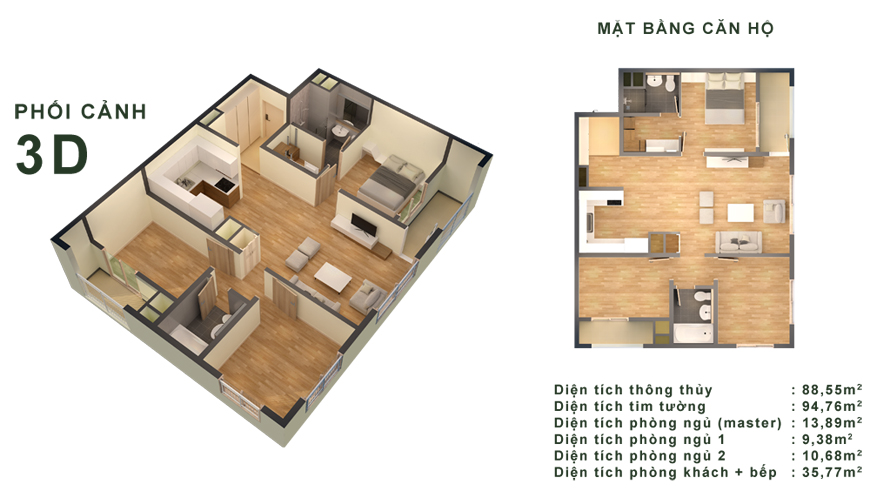 PHỐI CẢNH
3D
MẶT BẰNG CĂN HỘ
Diện tích thông thủy : 88,55m²
Diện tích tim tường : 94,76m²
Diện tích phòng ngủ (master) : 13,89m²
Diện tích phòng ngủ 1 : 9,38m²
Diện tích phòng ngủ 2 : 10,68m²
Diện tích phòng khách + bếp : 35,77m²